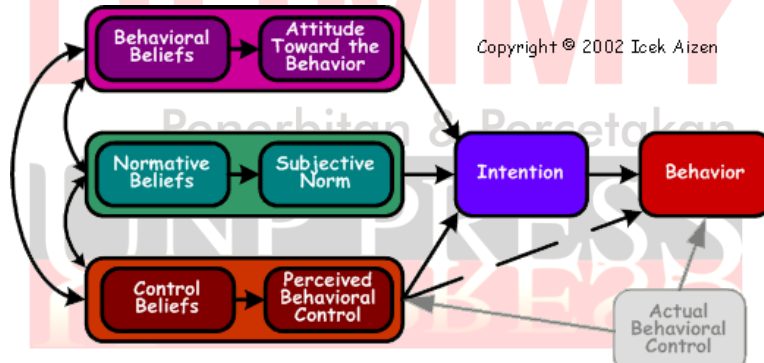 DUMMY
Behavioral
Beliefs
Attitude
Toward the
Behavior
Copyright © 2002 Icek Aizen
Penerbitan & Percetakan
Normative
Beliefs
Subjective
Norm
Intention
Behavior
UNP PRESS
Control
Beliefs
Perceived
Behavioral
Control
Actual
Behavioral
Control